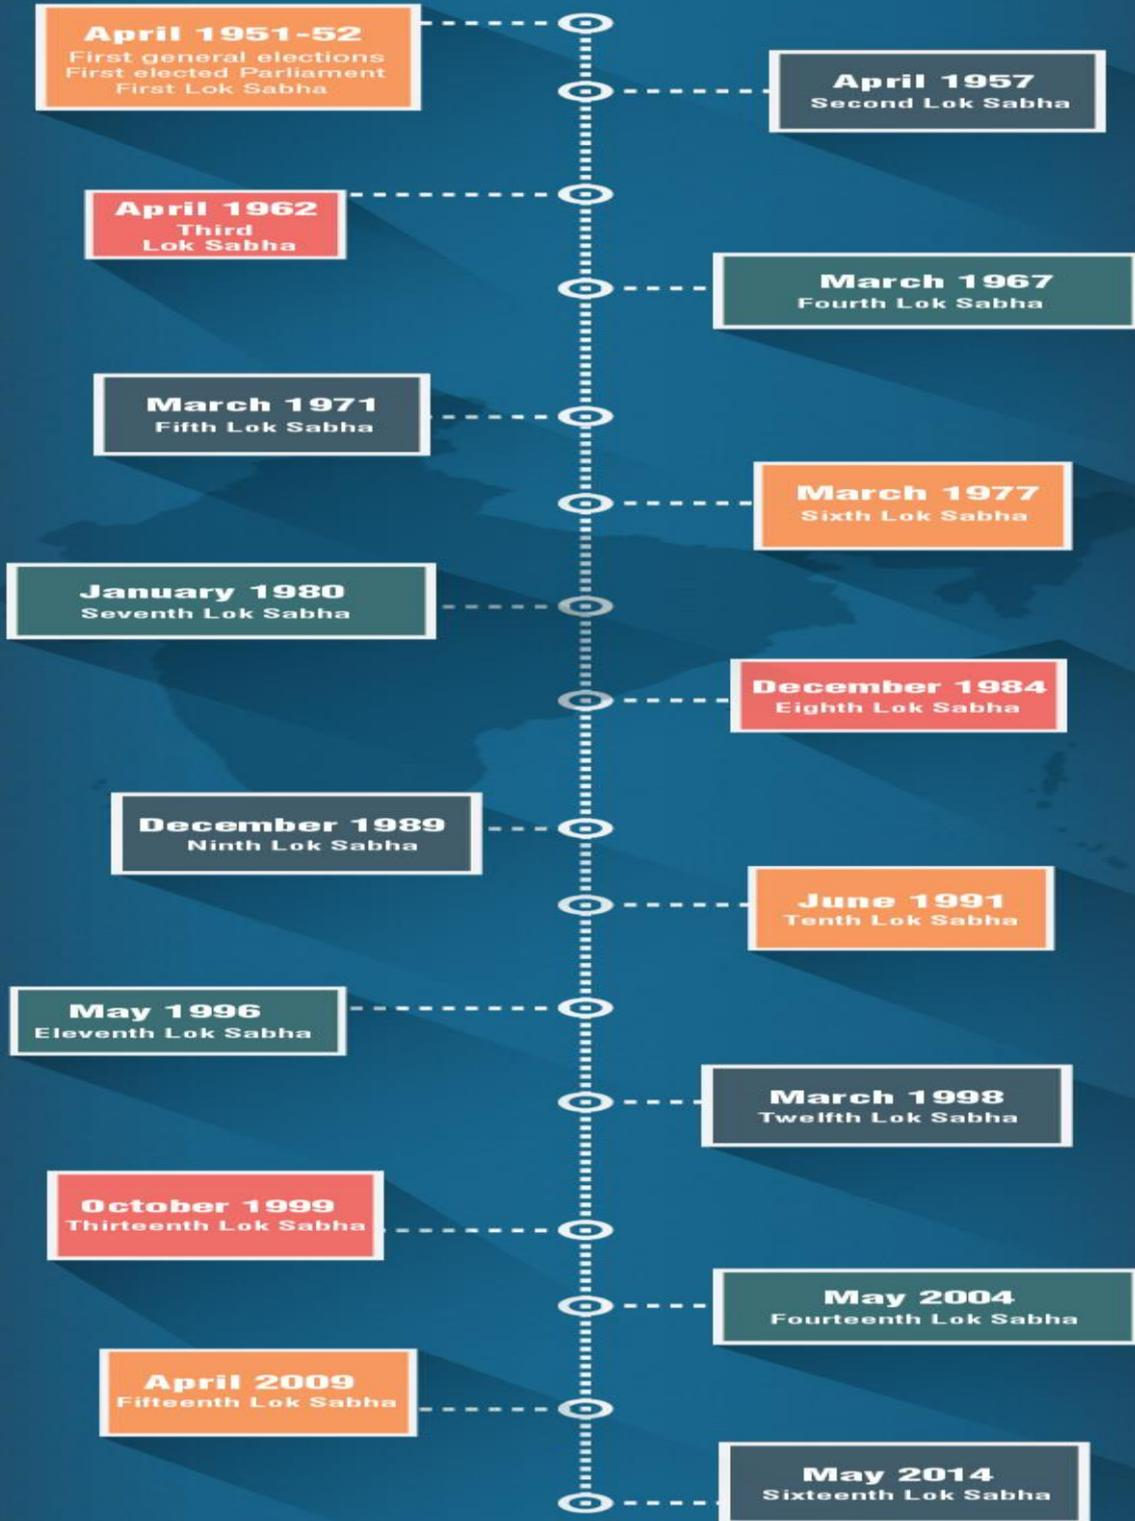 April 1951-52
First general elections
First elected Parliament
First Lok Sabha
April 1957
Second Lok Sabha
April 1962
Third
Lok Sabha
March 1967
Fourth Lok Sabha
March 1971
Fifth Lok Sabha
March 1977
Sixth Lok Sabha
January 1980
Seventh Lok Sabha
December 1984
Eighth Lok Sabha
December 1989
Ninth Lok Sabha
June 1991
Tenth Lok Sabha
May 1996
Eleventh Lok Sabha
March 1998
Twelfth Lok Sabha
October 1999
Thirteenth Lok Sabha
May 2004
Fourteenth Lok Sabha
April 2009
Fifteenth Lok Sabha
May 2014
Sixteenth Lok Sabha